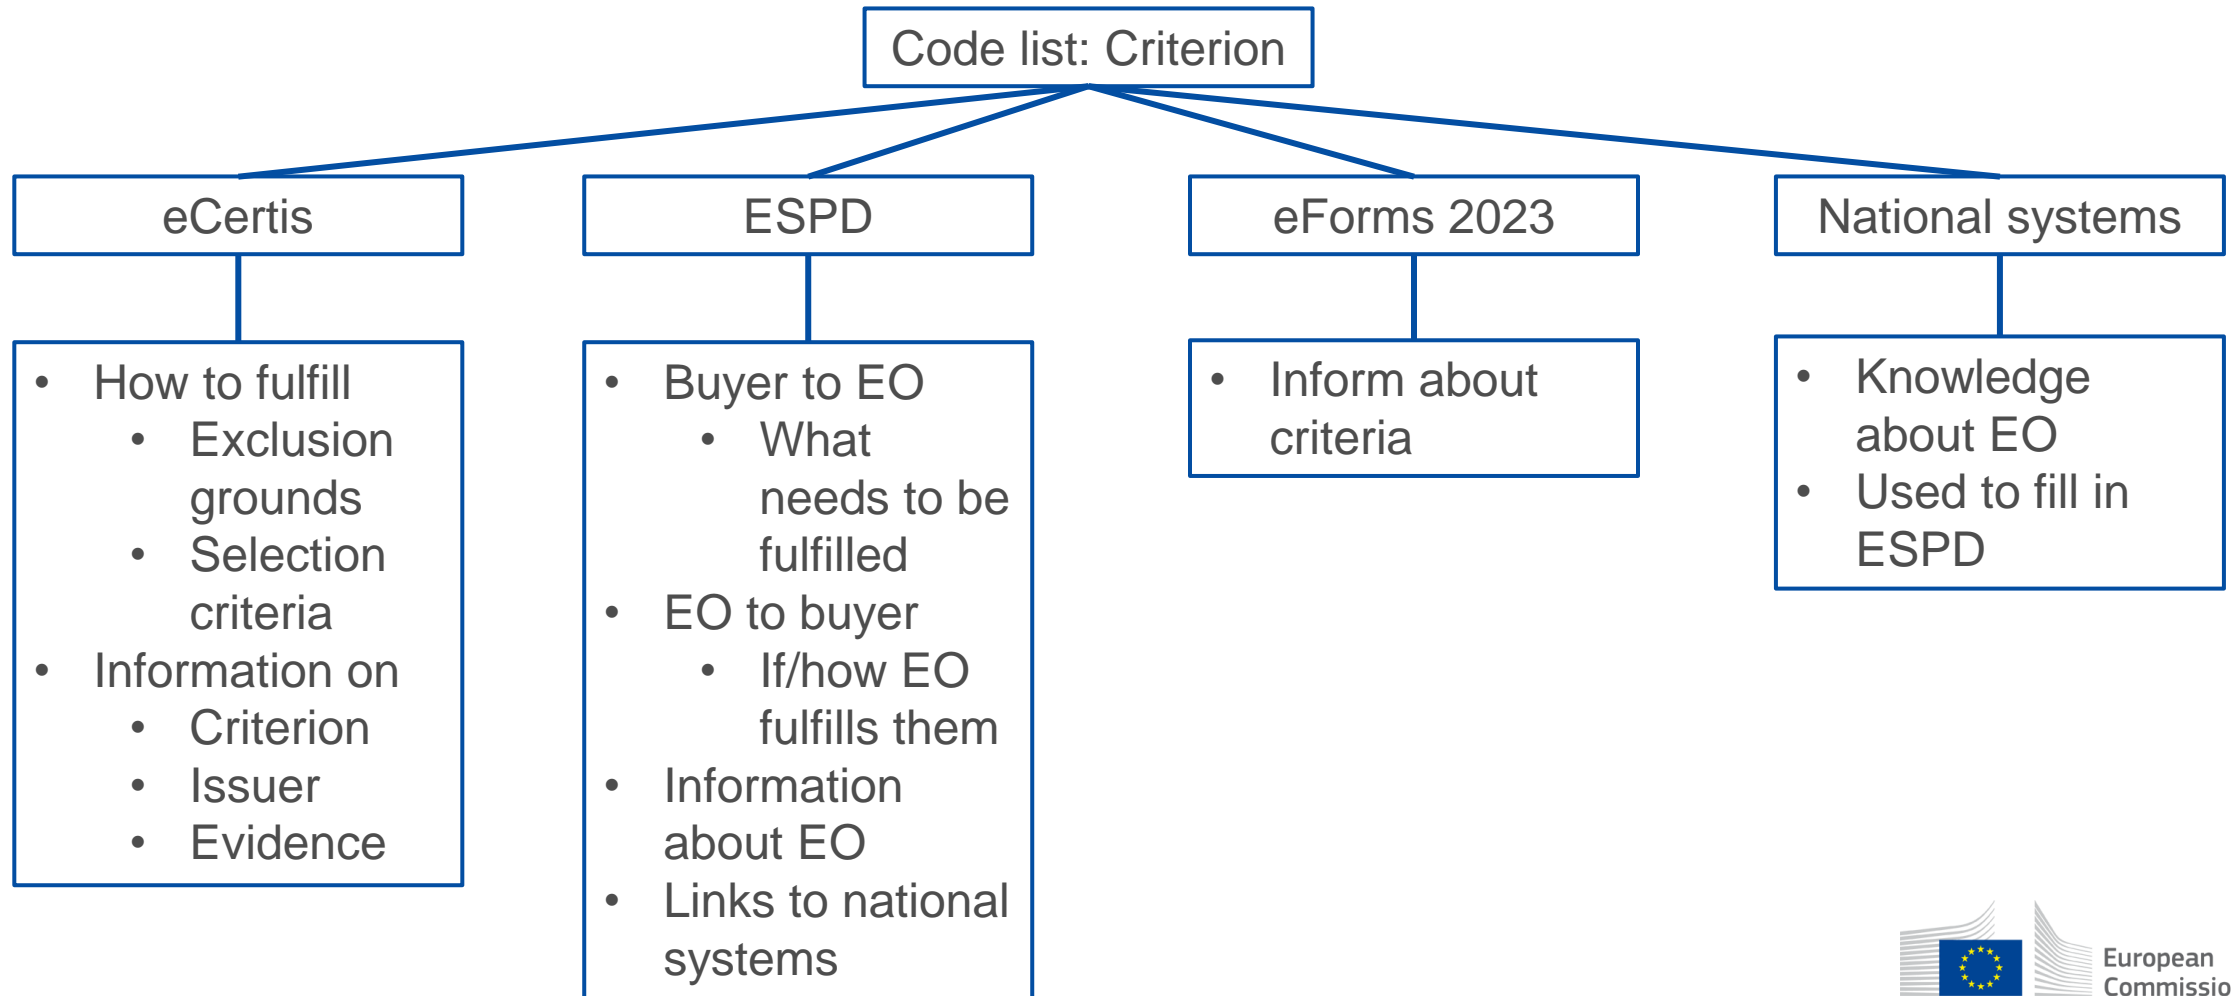 Code list: Criterion
eCertis
ESPD
eForms 2023
National systems
• How to fulfill
• Exclusion
grounds
• Selection
criteria
• Information on
• Criterion
• Issuer
• Evidence
• Buyer to EO
• What
needs to be
fulfilled
• EO to buyer
• If/how EO
fulfills them
• Information
about EO
• Links to national
systems
• Inform about
criteria
• Knowledge
about EO
• Used to fill in
ESPD
European
Commissio